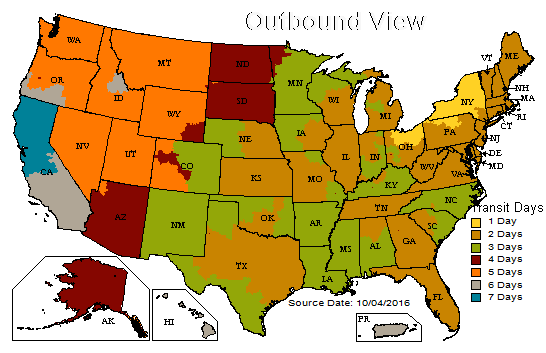 Outbound View
WA
MT
ND
MN
OR
ID
SD
WY
WI
MI
VT
ME
NY
NH
MA
RI
CT
NJ
DE
MD
NV
UT
CA
CO
NE
IA
IL
IN
OH
PA
WV
VA
KS
MO
KY
AZ
NM
OK
AR
TN
NC
SC
TX
LA
MS
AL
GA
FL
AK
HI
PR
Transit Days
1 Day
2 Days
3 Days
4 Days
5 Days
6 Days
7 Days
Source Date: 10/04/2016